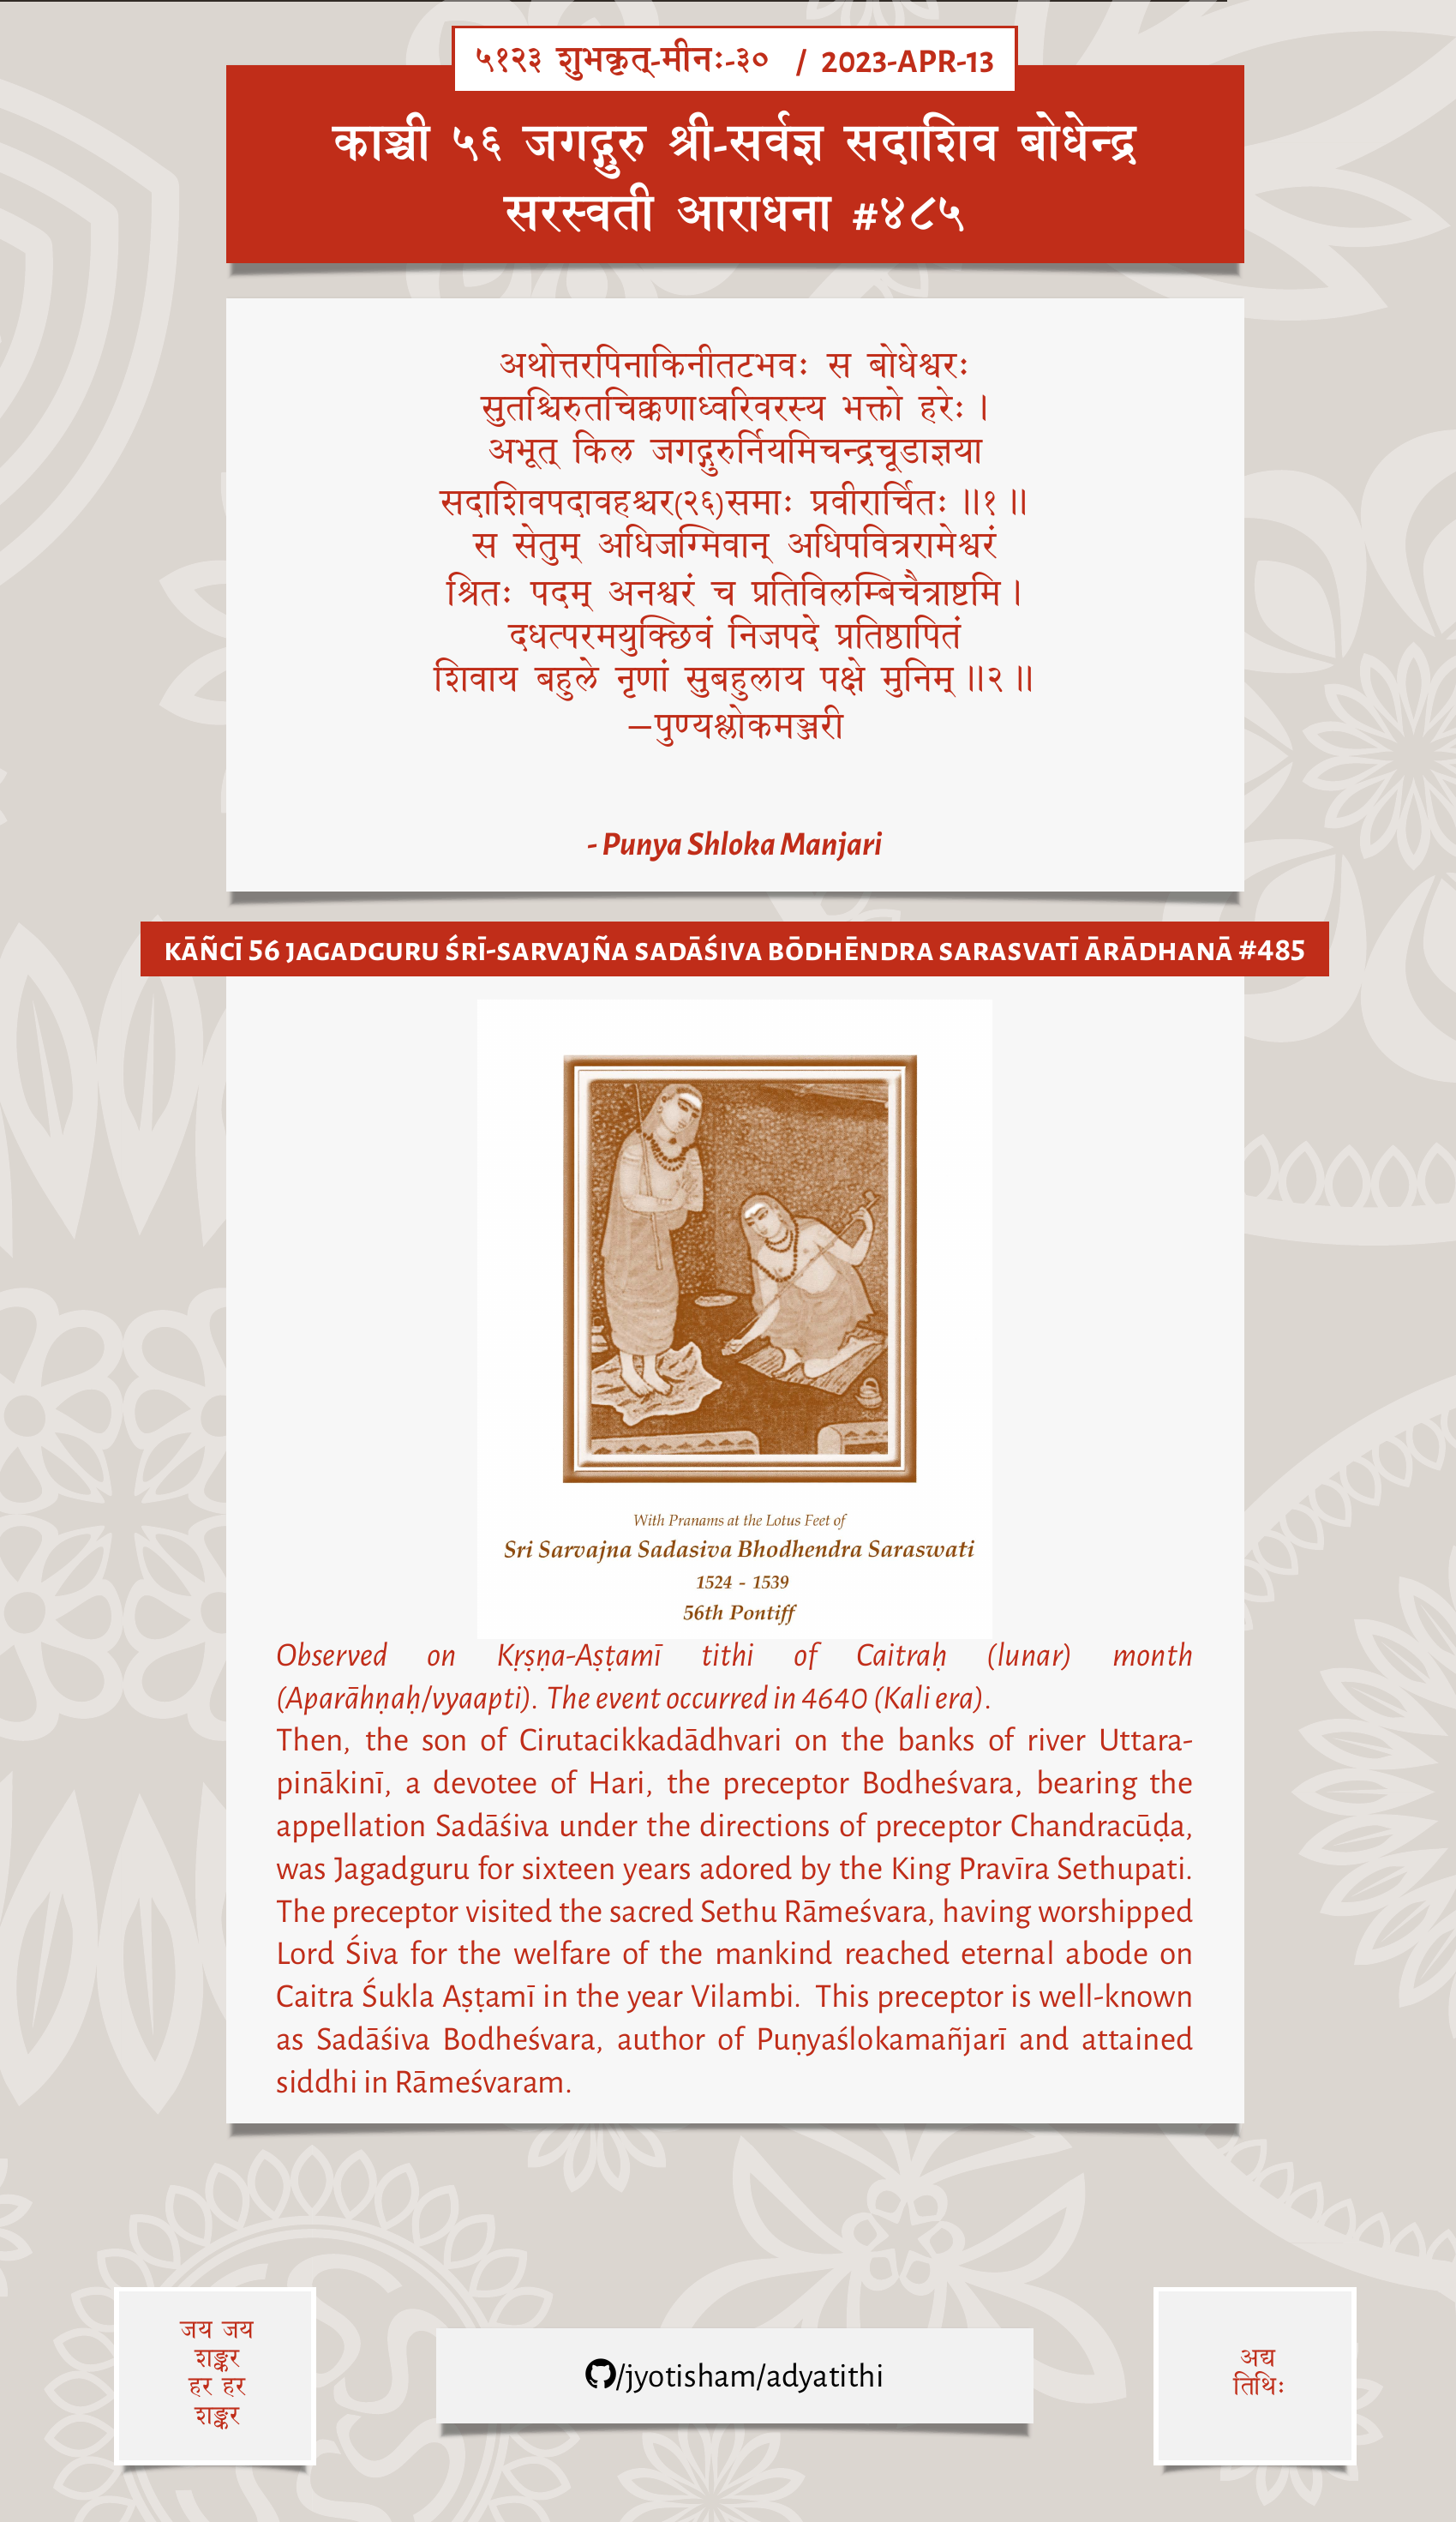 ५१२३ शुभकृत्-मीनः-३० / 2023-APR-13
काञ्ची ५६ जगद्गुरु श्री-सर्वज्ञ सदाशिव बोधेन्द्र
सरस्वती आराधना #४८५
अथोत्तरपिनाकिनीतटभवः स बोधेश्वरः
सुतश्चिरुतचिक्कणाध्वरिवरस्य भक्तो हरेः ।
अभूत् किल जगद्गुरुर्नियमिचन्द्रचूडाज्ञया
सदाशिवपदावहश्चर(२६)समाः प्रवीरार्चितः ॥१॥
स सेतुम् अधिजग्मिवान् अधिपवित्ररामेश्वरं
श्रितः पदम् अनश्वरं च प्रतिविलम्बिचैत्राष्टमि ।
दधत्परमयुक्छिवं निजपदे प्रतिष्ठापितं
शिवाय बहुले नृणां सुबहुलाय पक्षे मुनिम् ॥२॥
—पुण्यश्लोकमञ्जरी
- Punya Shloka Manjari
KĀÑCĪ 56 JAGADGURU ŚRĪ-SARVAJÑA SADĀŚIVA BŌDHĒNDRA SARASVATĪ ĀRĀDHANĀ #485
With Pranams at the Lotus Feet of
Sri Sarvajna Sadasiva Bhodhendra Saraswati
1524 - 1539
56th Pontiff
Observed on Kṛṣṇa-Aṣṭamī tithi of Caitraḥ (lunar) month
(Aparāhṇaḥ/vyaapti). The event occurred in 4640 (Kali era).
Then, the son of Cirutacikkadādhvari on the banks of river Uttara-
pinākinī, a devotee of Hari, the preceptor Bodheśvara, bearing the
appellation Sadāśiva under the directions of preceptor Chandracūḍa,
was Jagadguru for sixteen years adored by the King Pravīra Sethupati.
The preceptor visited the sacred Sethu Rāmeśvara, having worshipped
Lord Śiva for the welfare of the mankind reached eternal abode on
Caitra Śukla Aṣṭamī in the year Vilambi. This preceptor is well-known
as Sadāśiva Bodheśvara, author of Puṇyaślokamañjarī and attained
siddhi in Rāmeśvaram.
जय जय
शङ्कर
हर हर
शङ्कर
/jyotisham/adyatithi
अद्य
तिथिः